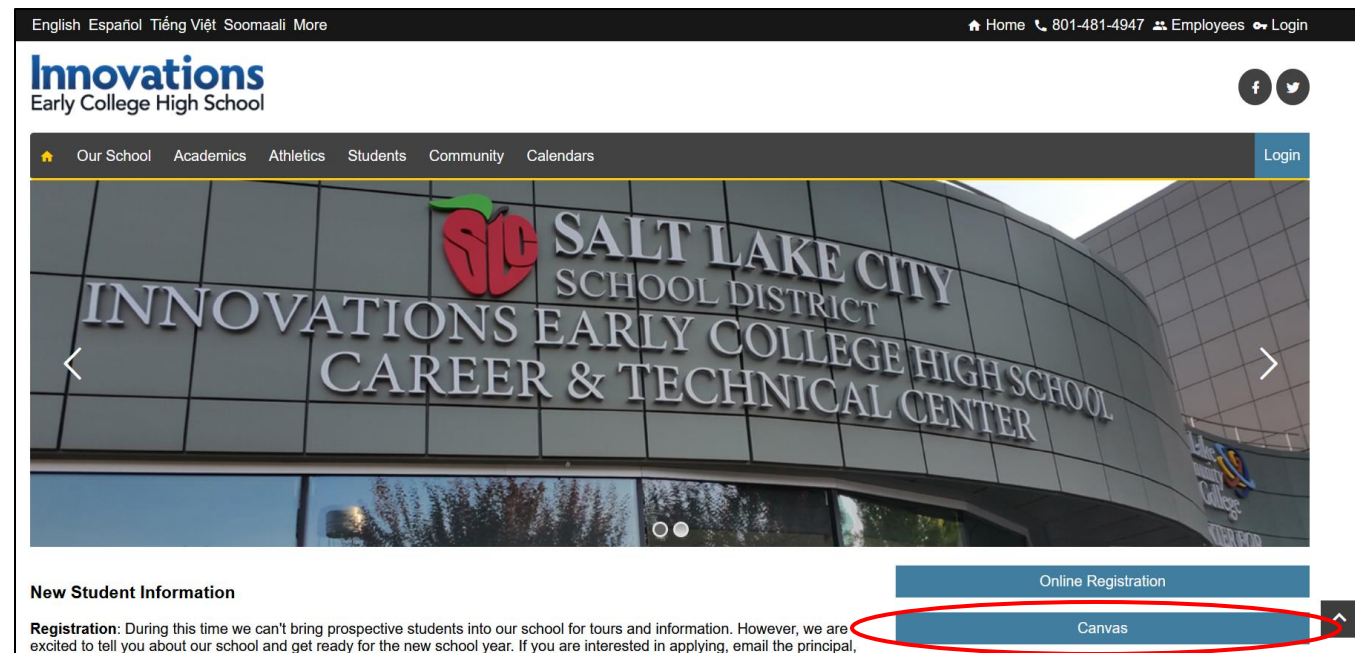 English Español Tiếng Việt Soomaali More
Home 801-481-4947 Employees Login
Innovations
Early College High School
Our School Academics Athletics Students Community Calendars
Login
SLC
SALT LAKE CITY
SCHOOL DISTRICT
INNOVATIONS EARLY COLLEGE HIGH SCHOOL
CAREER & TECHNICAL CENTER
Lake
College
New Student Information
Online Registration
Canvas
Registration: During this time we can't bring prospective students into our school for tours and information. However, we are
excited to tell you about our school and get ready for the new school year. If you are interested in applying, email the principal,